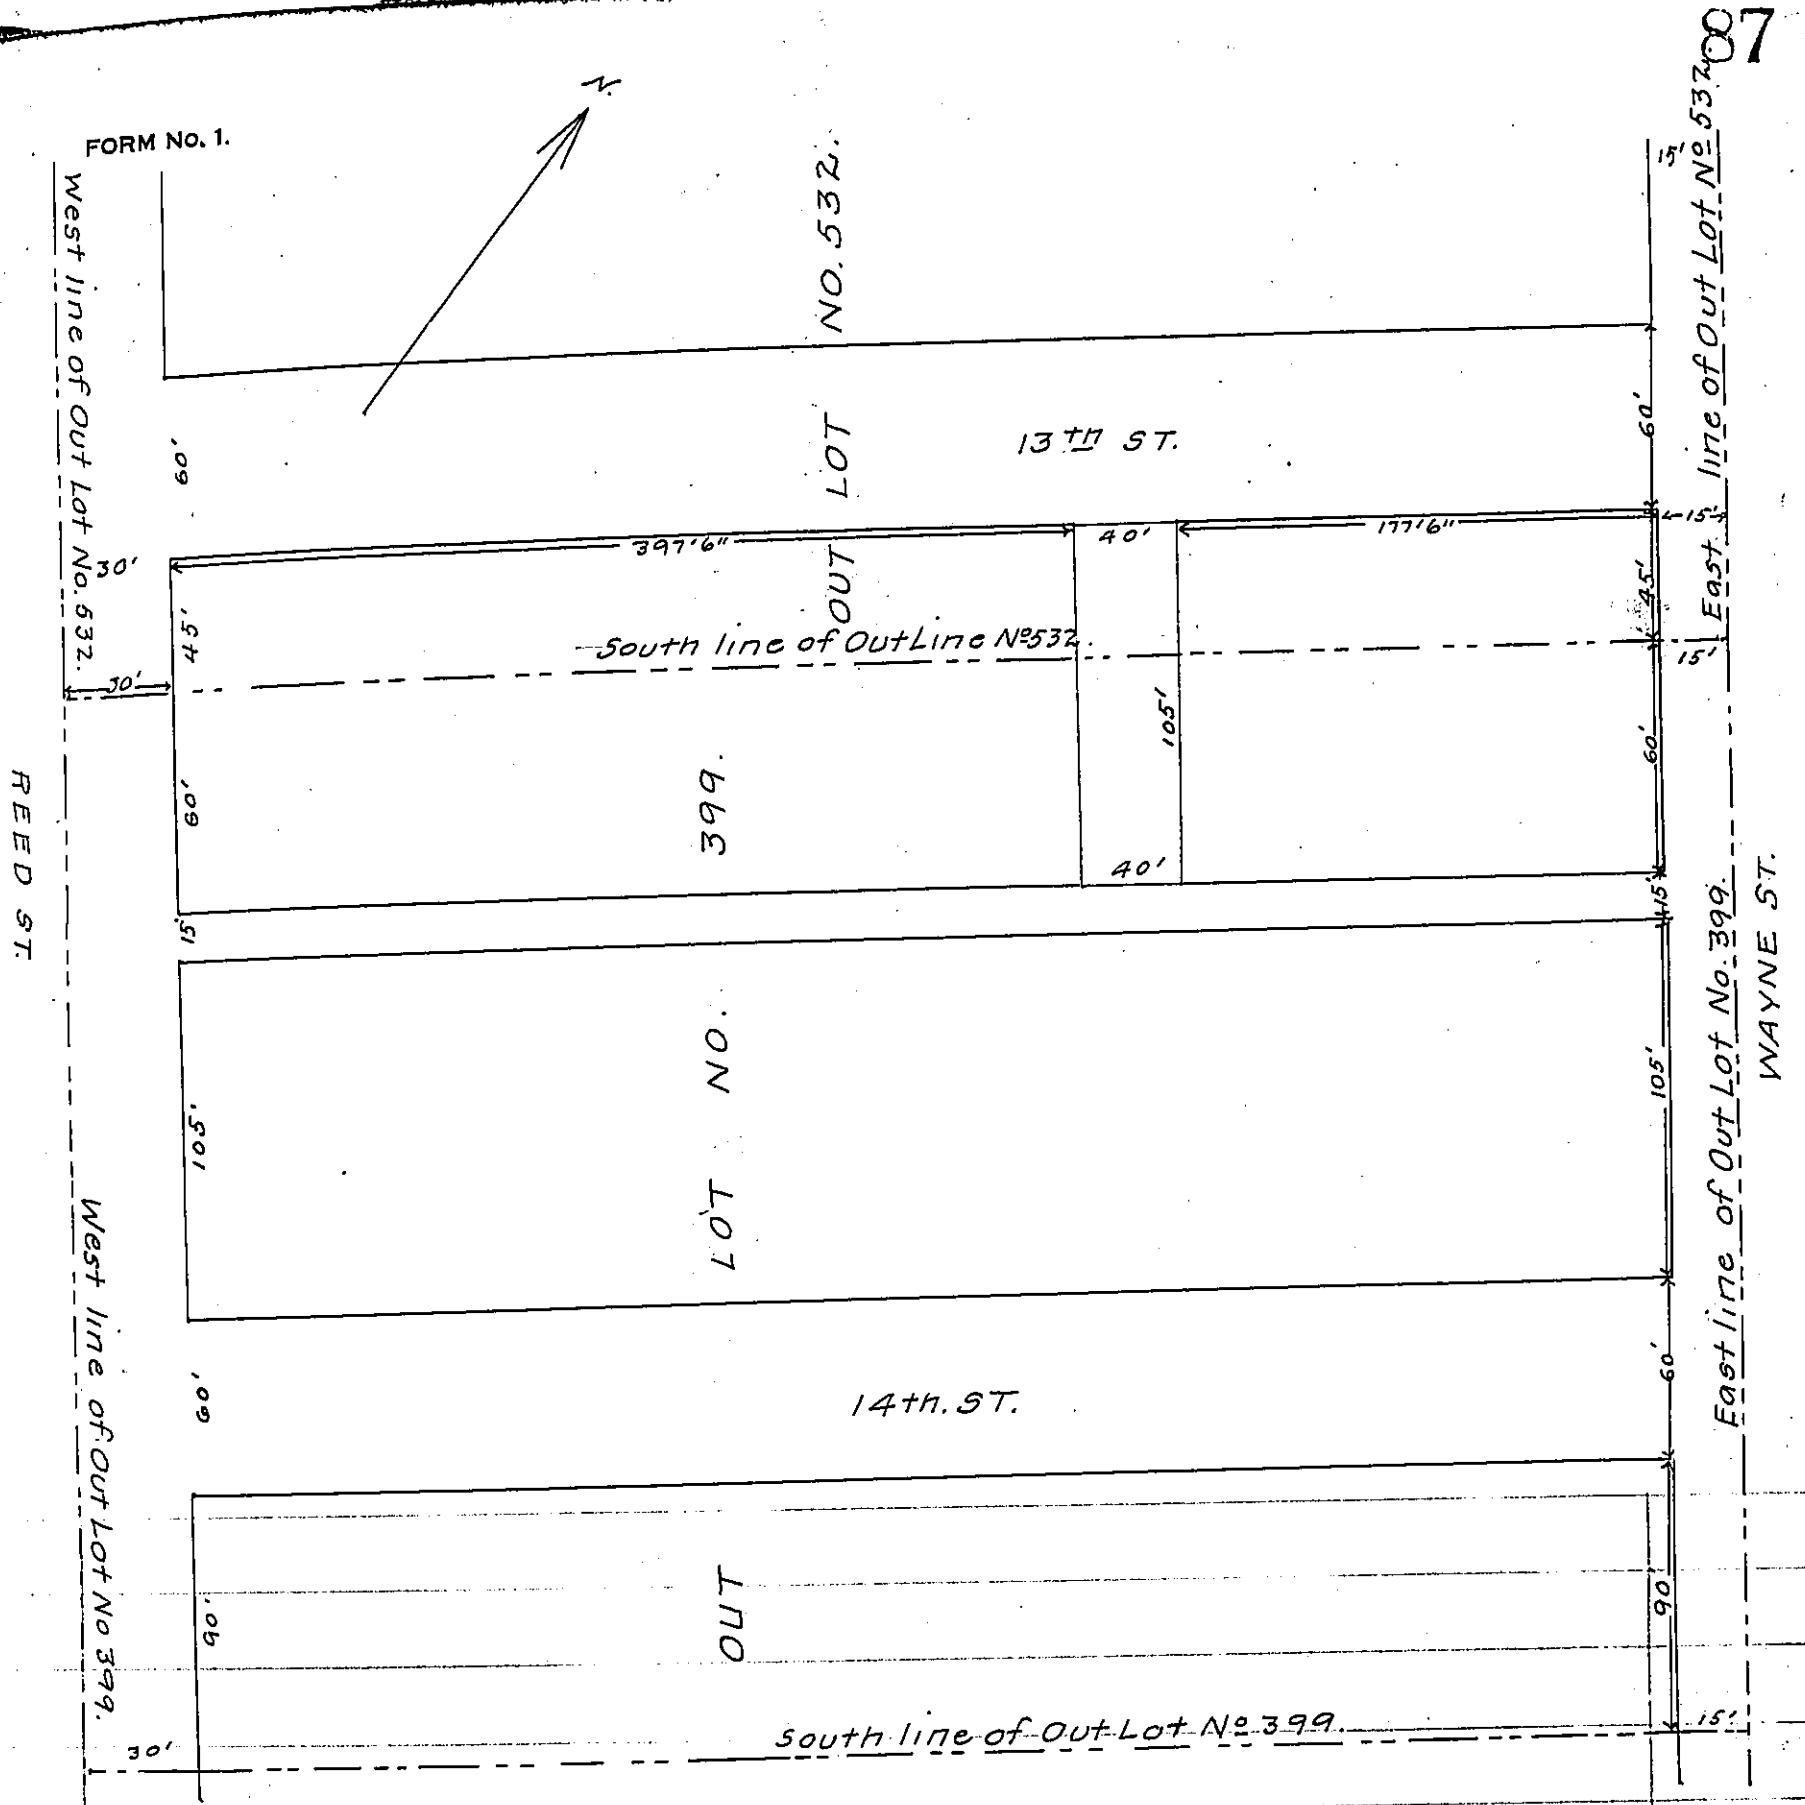 87
N.
FORM No. 1.
West line of Out Lot No. 532.
OUT LOT NO. 532.
15'
East line of Out Lot Nº 532.
60'
13th ST.
60'
30'
397'6"
40'
177'6"
15'
45'
45'
South line of OutLine Nº532.
15'
30'
105'
60'
60'
REED ST.
40'
15'
15'
OUT LOT NO. 399.
East line of Out Lot No. 399.
WAYNE ST.
105'
105'
West line of Out Lot No 399.
60'
14th. ST.
60'
90'
90'
South line of Out Lot Nº 399.
30'
15'